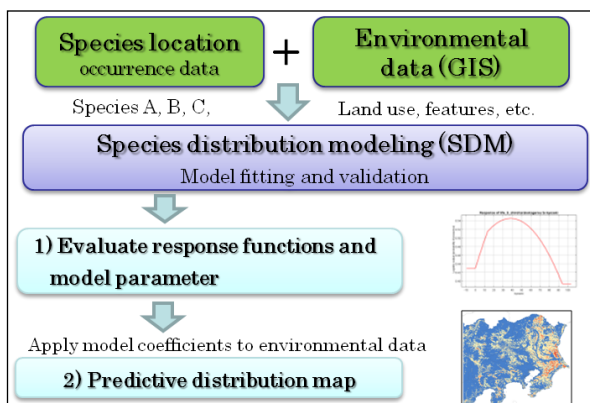 Species location
occurrence data
+
Environmental
data (GIS)
Species A, B, C,
Land use, features, etc.
Species distribution modeling (SDM)
Model fitting and validation
1) Evaluate response functions and
model parameter
Apply model coefficients to environmental data
2) Predictive distribution map